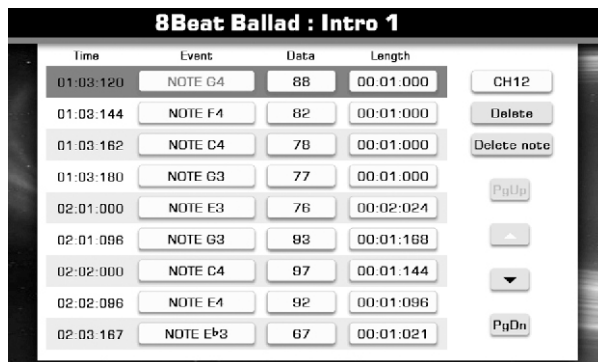 8Beat Ballad : Intro 1
Time Event Data Length
01:03:120 NOTE G4 88 00:01:000 CH12
01:03:144 NOTE F4 82 00:01:000 Delete
01:03:162 NOTE C4 78 00:01:000 Delete note
01:03:180 NOTE G3 77 00:01:000
PgUp
02:01:000 NOTE E3 76 00:02:024
02:01:096 NOTE G3 93 00:01:168
02:02:000 NOTE C4 97 00:01:144
02:02:086 NOTE E4 92 00:01:096
02:03:167 NOTE E♭3 67 00:01:021 PgDn